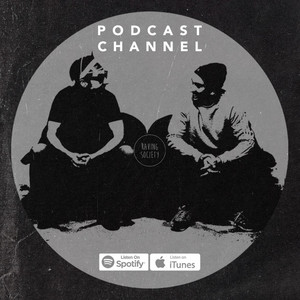 PODCAST
CHANNEL
RAVING
SOCIETY
Listen On
Spotify
Listen on
iTunes